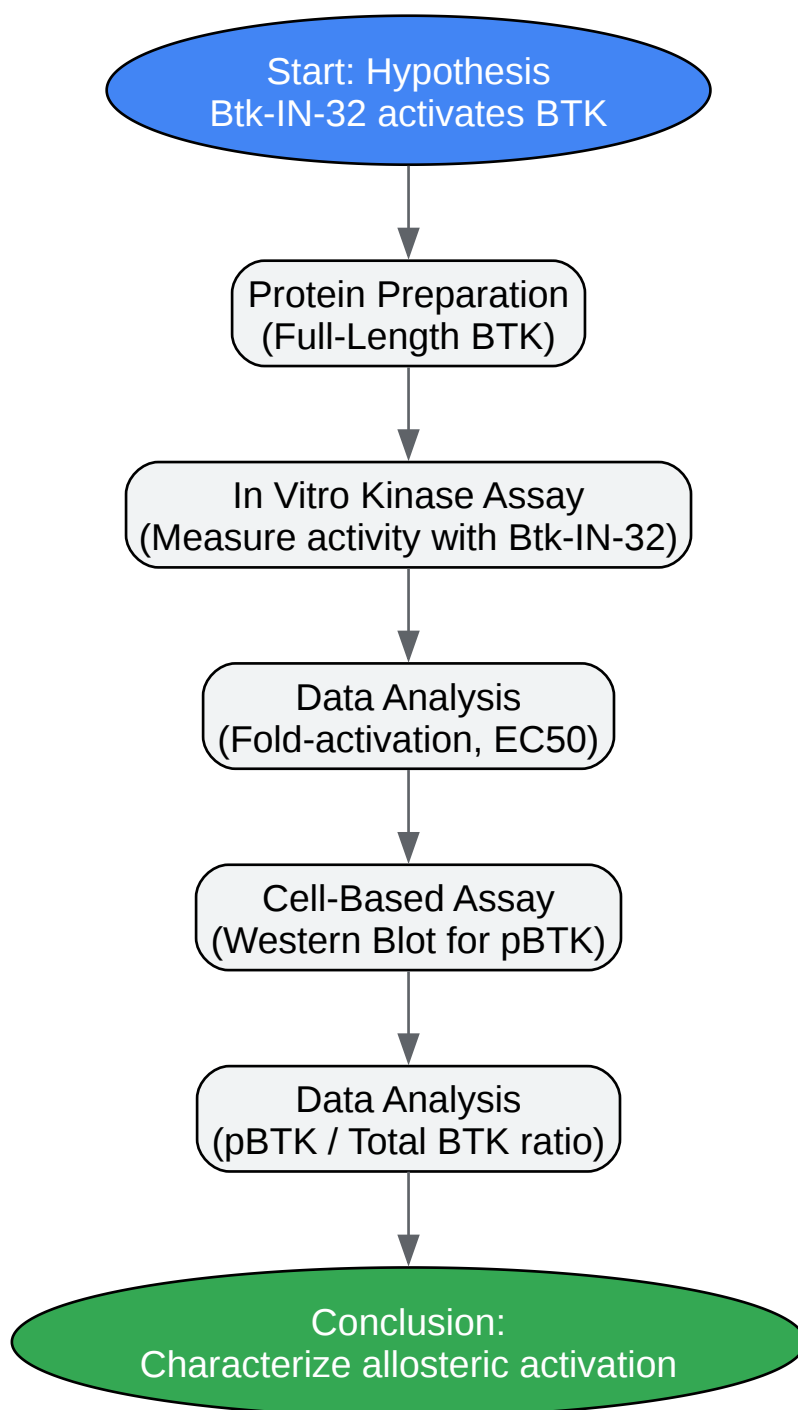 Start: Hypothesis
Btk-IN-32 activates BTK
Protein Preparation
(Full-Length BTK)
In Vitro Kinase Assay
(Measure activity with Btk-IN-32)
Data Analysis
(Fold-activation, EC50)
Cell-Based Assay
(Western Blot for pBTK)
Data Analysis
(pBTK / Total BTK ratio)
Conclusion:
Characterize allosteric activation